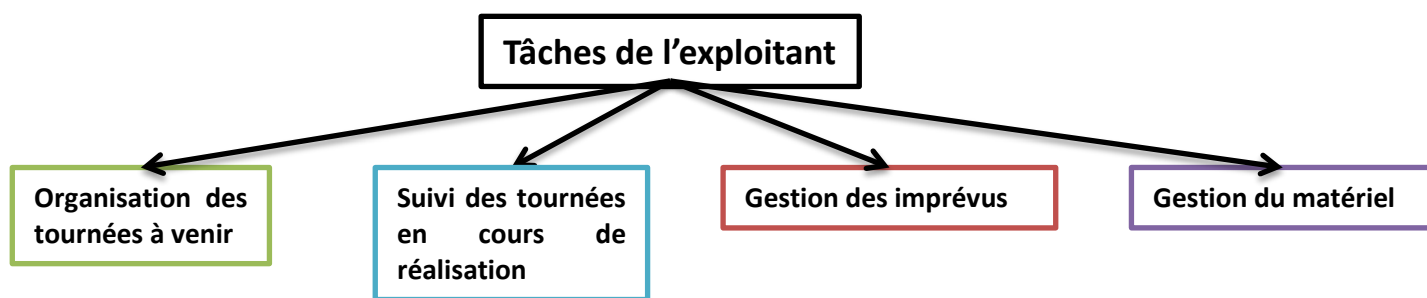 Tâches de l’exploitant
Organisation des
tournées à venir
Suivi des tournées
en cours de
réalisation
Gestion des imprévus
Gestion du matériel